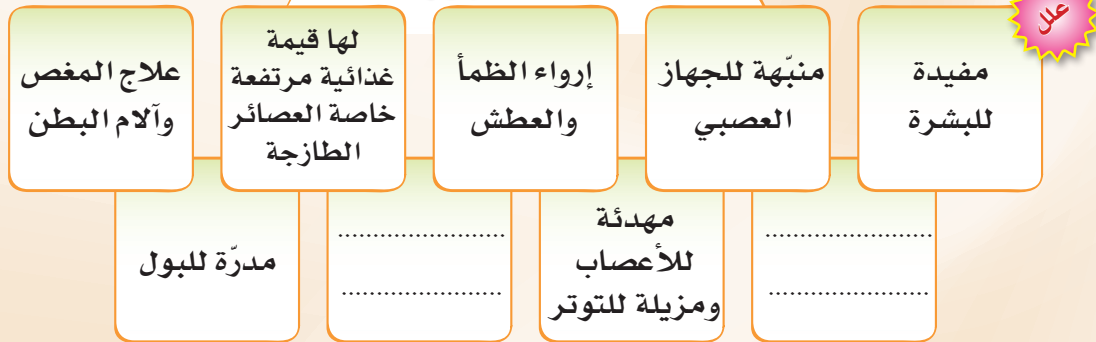 علل
مفيدة
للبشرة
منبّهة للجهاز
العصبي
إرواء الظمأ
والعطش
لها قيمة
غذائية مرتفعة
خاصة العصائر
الطازجة
علاج المغص
وآلام البطن
........................
.......................
مهدئة
للأعصاب
ومزيلة للتوتر
........................
.......................
مدرّة للبول